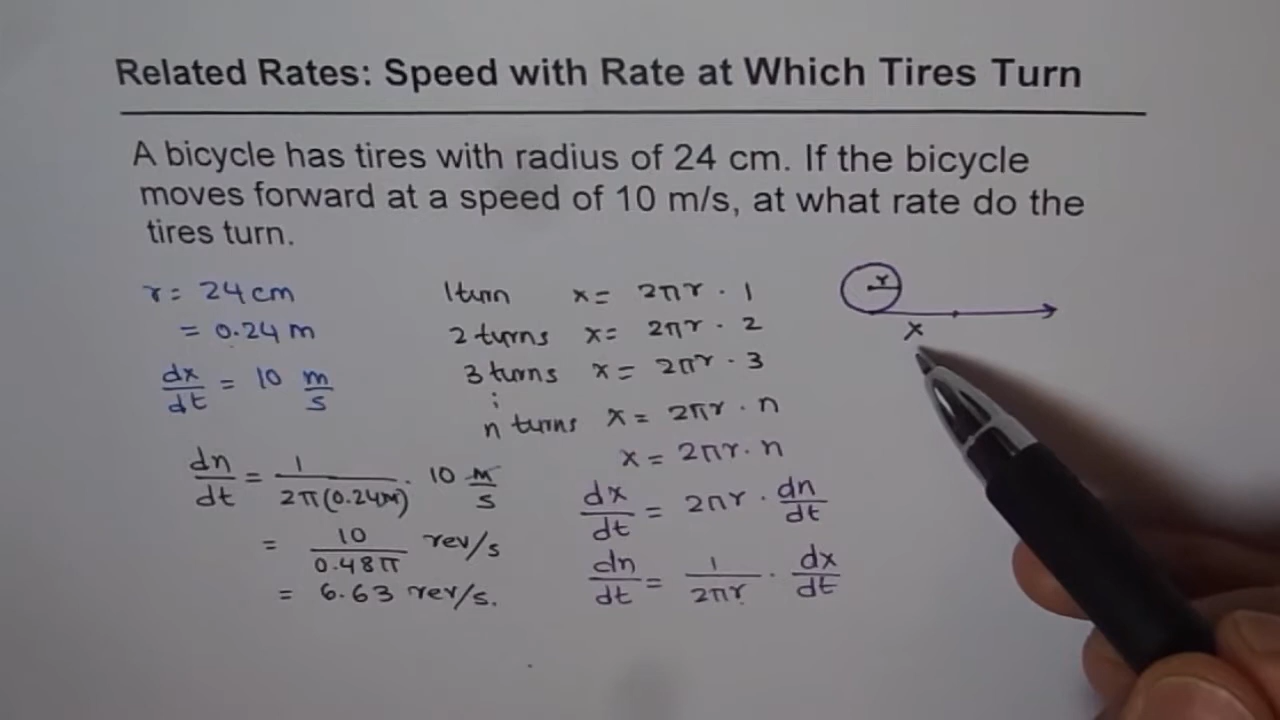 Related Rates: Speed with Rate at Which Tires Turn
A bicycle has tires with radius of 24 cm. If the bicycle
moves forward at a speed of 10 m/s, at what rate do the
tires turn.
r = 24 cm
= 0.24 m
dx/dt = 10 m/s
dn/dt = 1/2π(0.24m) · 10 m/s
= 10/0.48π rev/s
= 6.63 rev/s.
1 turn x = 2πr · 1
2 turns x = 2πr · 2
3 turns x = 2πr · 3
⋮
n turns x = 2πr · n
x = 2πr · n
dx/dt = 2πr · dn/dt
dn/dt = 1/2πr · dx/dt
r
x